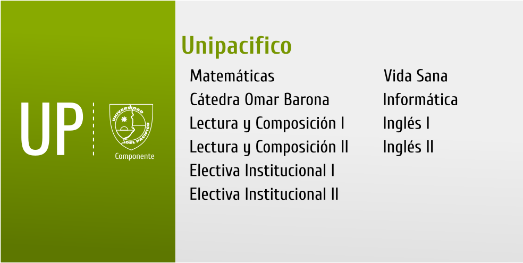 UP
Componente
Unipacifico
Matemáticas
Cátedra Omar Barona
Lectura y Composición I
Lectura y Composición II
Electiva Institucional I
Electiva Institucional II
Vida Sana
Informática
Inglés I
Inglés II